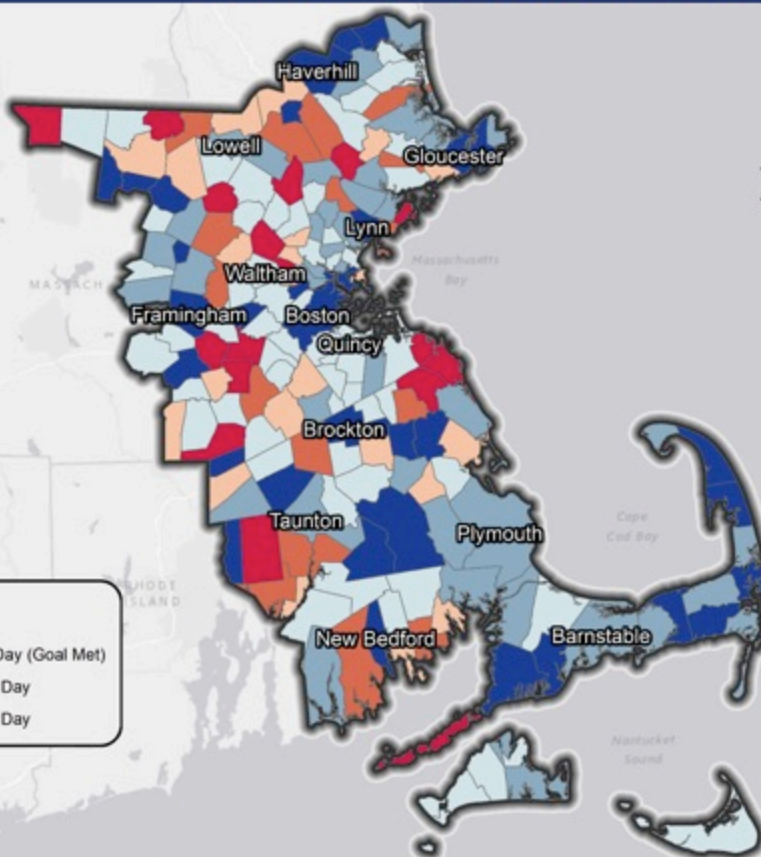 Haverhill
Lowell
Gloucester
Lynn
Massachusetts
Bay
Waltham
MASSACH
Framingham
Boston
Quincy
Brockton
Cape
Cod Bay
Taunton
Plymouth
RHODE
ISLAND
Day (Goal Met)
Day
Day
New Bedford
Barnstable
Nantucket
Sound